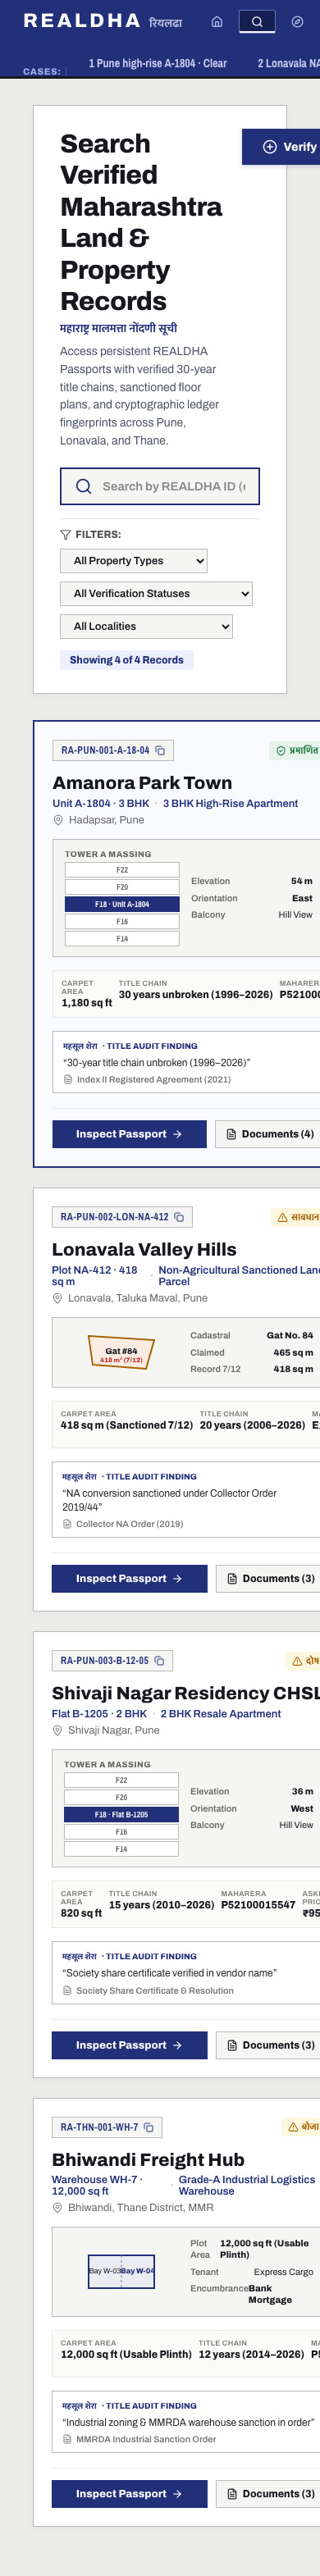 REALDHA रियलढा
CASES: 1 Pune high-rise A-1804 · Clear 2 Lonavala NA
Search
Verified
Maharashtra
Land &
Property
Records
Verify
महाराष्ट्र मालमत्ता नोंदणी सूची
Access persistent REALDHA
Passports with verified 30-year
title chains, sanctioned floor
plans, and cryptographic ledger
fingerprints across Pune,
Lonavala, and Thane.
Search by REALDHA ID (
FILTERS:
All Property Types
All Verification Statuses
All Localities
Showing 4 of 4 Records
RA-PUN-001-A-18-04 प्रमाणित
Amanora Park Town
Unit A-1804 · 3 BHK · 3 BHK High-Rise Apartment
Hadapsar, Pune
TOWER A MASSING
F22
F20
F18 · Unit A-1804
F16
F14
Elevation 54 m
Orientation East
Balcony Hill View
CARPET AREA TITLE CHAIN MAHARERA
1,180 sq ft 30 years unbroken (1996–2026) P52100
महसूल शेरा · TITLE AUDIT FINDING
“30-year title chain unbroken (1996–2026)”
Index II Registered Agreement (2021)
Inspect Passport → Documents (4)
RA-PUN-002-LON-NA-412 सावधान
Lonavala Valley Hills
Plot NA-412 · 418 sq m · Non-Agricultural Sanctioned Land Parcel
Lonavala, Taluka Maval, Pune
Gat #84
418 m² (7/12)
Cadastral Gat No. 84
Claimed 465 sq m
Record 7/12 418 sq m
CARPET AREA TITLE CHAIN
418 sq m (Sanctioned 7/12) 20 years (2006–2026)
महसूल शेरा · TITLE AUDIT FINDING
“NA conversion sanctioned under Collector Order
2019/44”
Collector NA Order (2019)
Inspect Passport → Documents (3)
RA-PUN-003-B-12-05 दोष
Shivaji Nagar Residency CHSL
Flat B-1205 · 2 BHK · 2 BHK Resale Apartment
Shivaji Nagar, Pune
TOWER A MASSING
F22
F20
F18 · Flat B-1205
F16
F14
Elevation 36 m
Orientation West
Balcony Hill View
CARPET AREA TITLE CHAIN MAHARERA
820 sq ft 15 years (2010–2026) P52100015547 ₹95
महसूल शेरा · TITLE AUDIT FINDING
“Society share certificate verified in vendor name”
Society Share Certificate & Resolution
Inspect Passport → Documents (3)
RA-THN-001-WH-7 बोजा
Bhiwandi Freight Hub
Warehouse WH-7 · 12,000 sq ft · Grade-A Industrial Logistics Warehouse
Bhiwandi, Thane District, MMR
Bay W-03 Bay W-04
Plot Area 12,000 sq ft (Usable Plinth)
Tenant Express Cargo
Encumbrance Bank Mortgage
CARPET AREA TITLE CHAIN
12,000 sq ft (Usable Plinth) 12 years (2014–2026)
महसूल शेरा · TITLE AUDIT FINDING
“Industrial zoning & MMRDA warehouse sanction in order”
MMRDA Industrial Sanction Order
Inspect Passport → Documents (3)